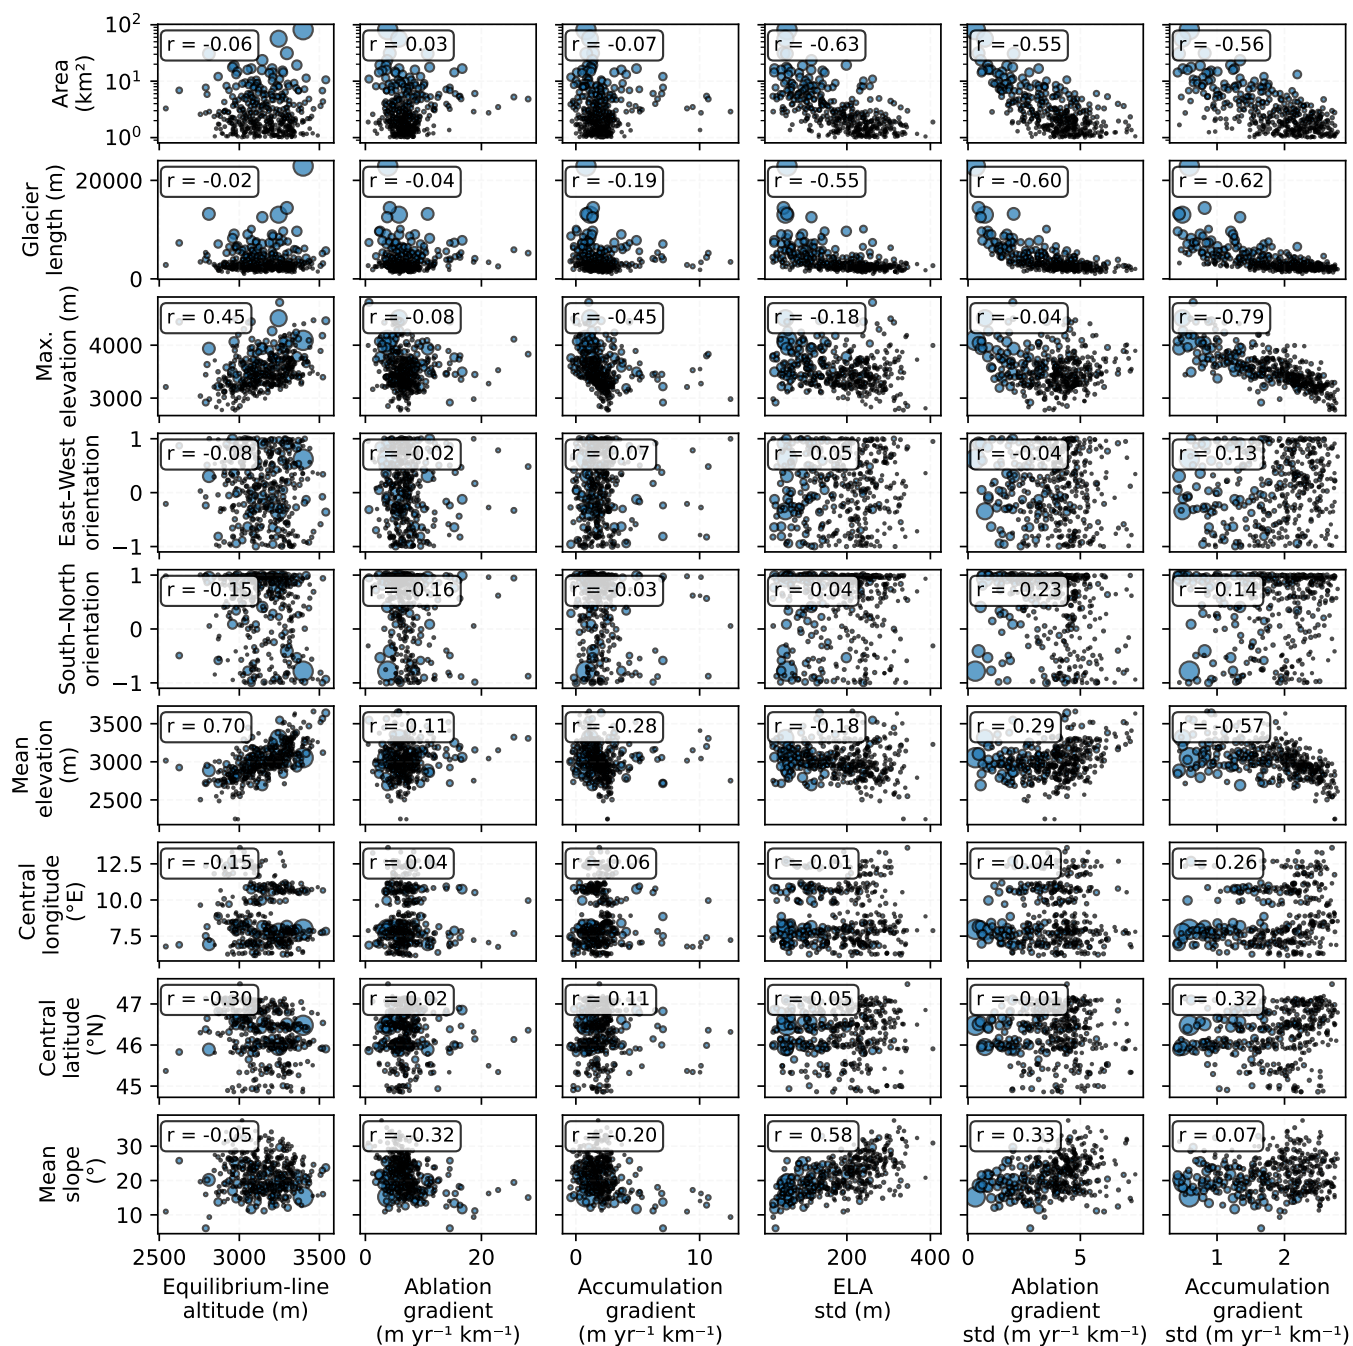 10²
10¹
10⁰
Area
(km²)
r = -0.06
r = 0.03
r = -0.07
r = -0.63
r = -0.55
r = -0.56
20000
0
Glacier
length (m)
r = -0.02
r = -0.04
r = -0.19
r = -0.55
r = -0.60
r = -0.62
4000
3000
Max.
elevation (m)
r = 0.45
r = -0.08
r = -0.45
r = -0.18
r = -0.04
r = -0.79
1
0
−1
East–West
orientation
r = -0.08
r = -0.02
r = 0.07
r = 0.05
r = -0.04
r = 0.13
1
0
−1
South–North
orientation
r = -0.15
r = -0.16
r = -0.03
r = 0.04
r = -0.23
r = 0.14
3500
3000
2500
Mean
elevation
(m)
r = 0.70
r = 0.11
r = -0.28
r = -0.18
r = 0.29
r = -0.57
12.5
10.0
7.5
Central
longitude
(°E)
r = -0.15
r = 0.04
r = 0.06
r = 0.01
r = 0.04
r = 0.26
47
46
45
Central
latitude
(°N)
r = -0.30
r = 0.02
r = 0.11
r = 0.05
r = -0.01
r = 0.32
30
20
10
Mean
slope
(°)
r = -0.05
r = -0.32
r = -0.20
r = 0.58
r = 0.33
r = 0.07
2500 3000 3500
0 20
0 10
200 400
0 5
1 2
Equilibrium-line
altitude (m)
Ablation
gradient
(m yr⁻¹ km⁻¹)
Accumulation
gradient
(m yr⁻¹ km⁻¹)
ELA
std (m)
Ablation
gradient
std (m yr⁻¹ km⁻¹)
Accumulation
gradient
std (m yr⁻¹ km⁻¹)